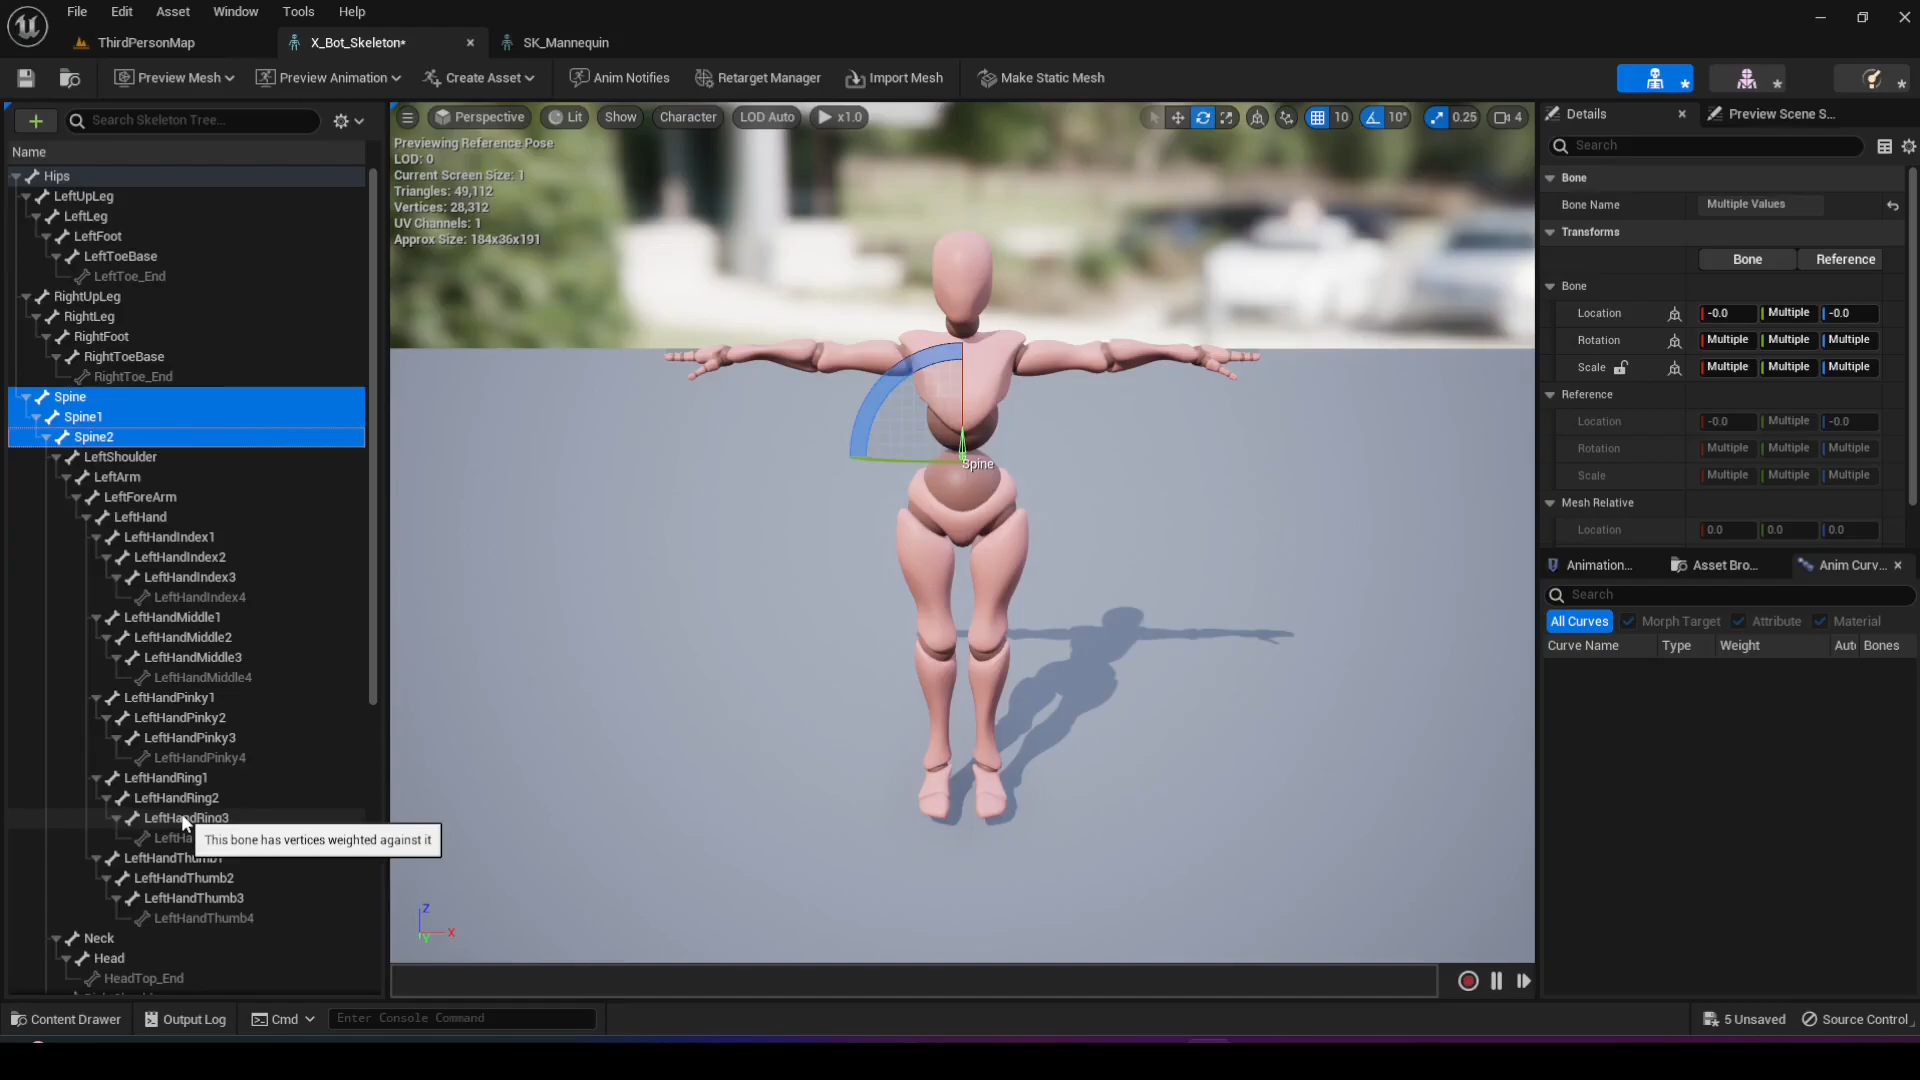 File Edit Asset Window Tools Help
ThirdPersonMap X_Bot_Skeleton* SK_Mannequin
Preview Mesh Preview Animation Create Asset Anim Notifies Retarget Manager Import Mesh Make Static Mesh
Search Skeleton Tree...
Name
Hips
LeftUpLeg
LeftLeg
LeftFoot
LeftToeBase
LeftToe_End
RightUpLeg
RightLeg
RightFoot
RightToeBase
RightToe_End
Spine
Spine1
Spine2
LeftShoulder
LeftArm
LeftForeArm
LeftHand
LeftHandIndex1
LeftHandIndex2
LeftHandIndex3
LeftHandIndex4
LeftHandMiddle1
LeftHandMiddle2
LeftHandMiddle3
LeftHandMiddle4
LeftHandPinky1
LeftHandPinky2
LeftHandPinky3
LeftHandPinky4
LeftHandRing1
LeftHandRing2
LeftHandRing3
LeftHa
This bone has vertices weighted against it
LeftHandThumb1
LeftHandThumb2
LeftHandThumb3
LeftHandThumb4
Neck
Head
HeadTop_End
Perspective Lit Show Character LOD Auto x1.0 10 10° 0.25 4
Previewing Reference Pose
LOD: 0
Current Screen Size: 1
Triangles: 49,112
Vertices: 28,312
UV Channels: 1
Approx Size: 184x36x191
Spine
Z
X
Y
Details Preview Scene S...
Search
Bone
Bone Name Multiple Values
Transforms
Bone Reference
Bone
Location -0.0 Multiple -0.0
Rotation Multiple Multiple Multiple
Scale Multiple Multiple Multiple
Reference
Location -0.0 Multiple -0.0
Rotation Multiple Multiple Multiple
Scale Multiple Multiple Multiple
Mesh Relative
Location 0.0 0.0 0.0
Animation... Asset Bro... Anim Curv...
Search
All Curves Morph Target Attribute Material
Curve Name Type Weight Aut Bones
Content Drawer Output Log Cmd Enter Console Command 5 Unsaved Source Control